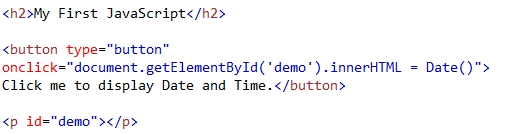 <h2>My First JavaScript</h2>
<button type="button"
onclick="document.getElementById('demo').innerHTML = Date()">
Click me to display Date and Time.</button>
<p id="demo"></p>